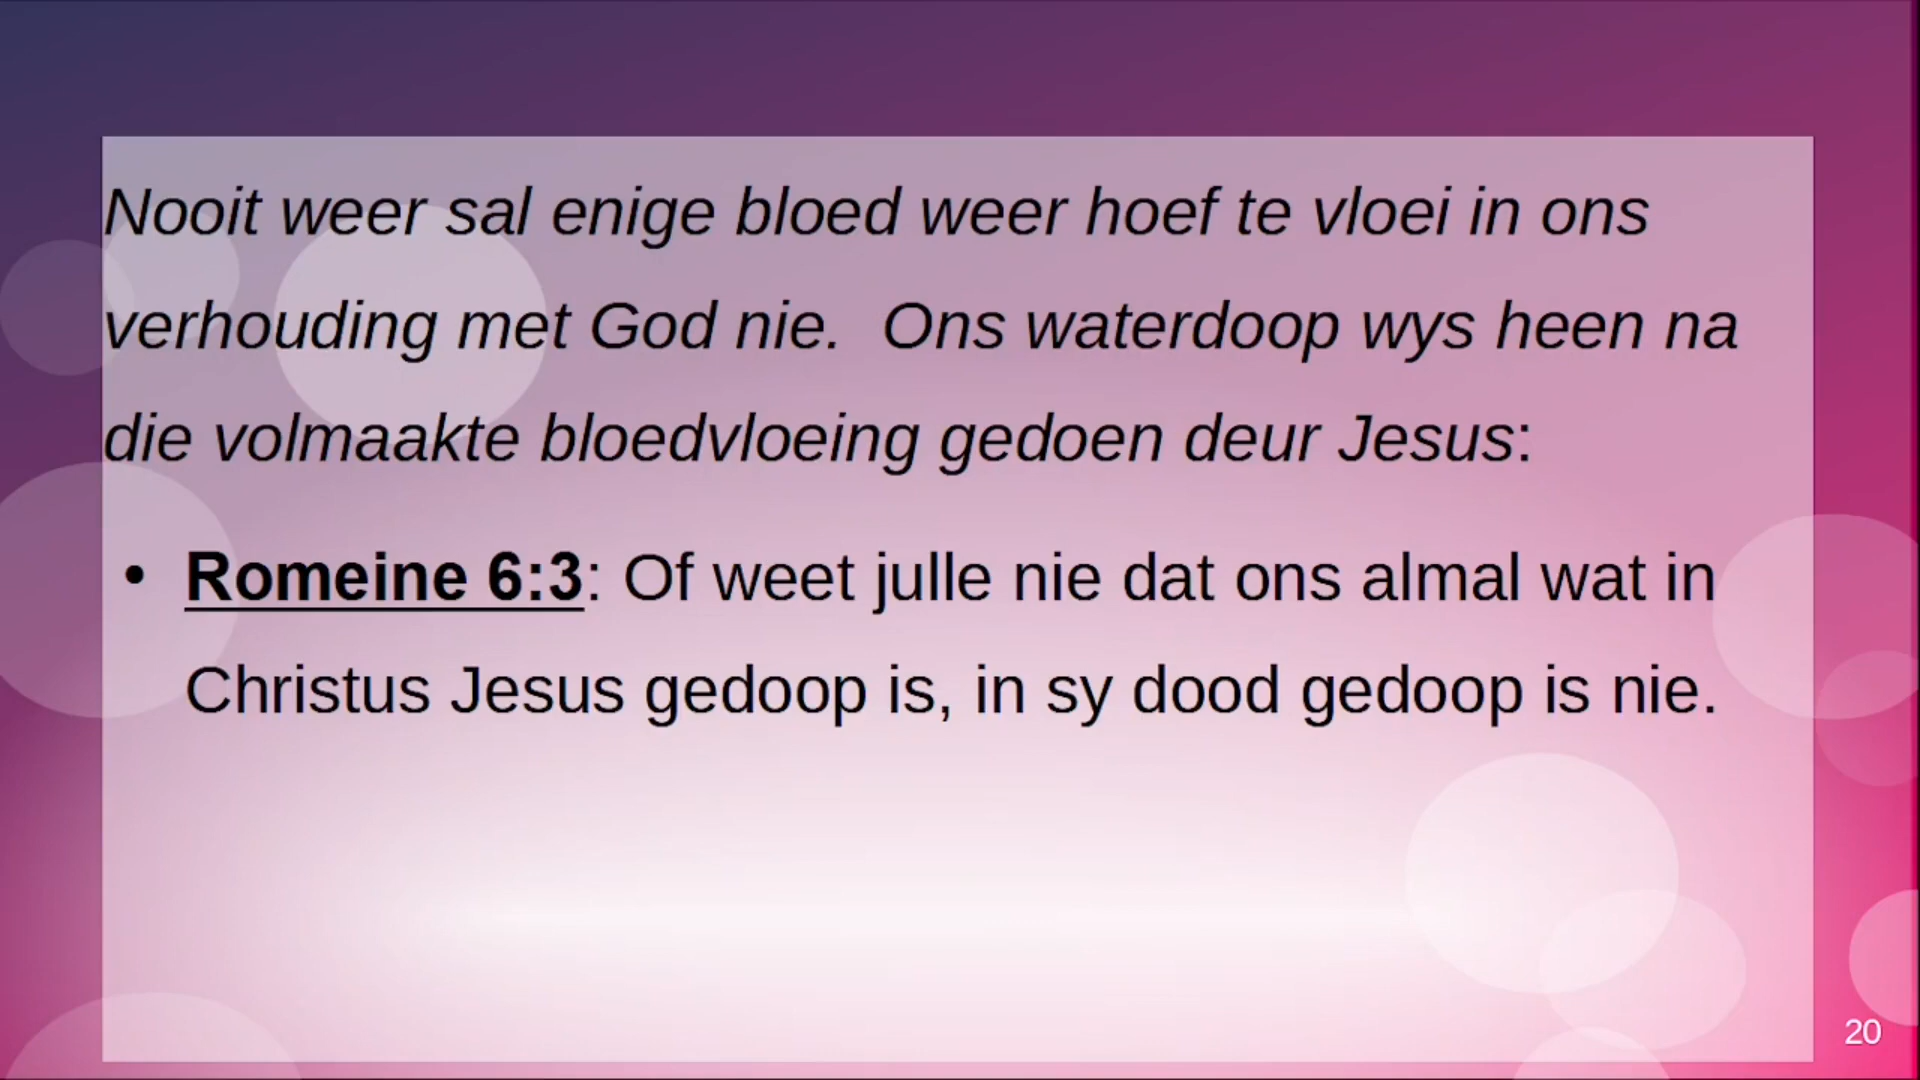 Nooit weer sal enige bloed weer hoef te vloei in ons
verhouding met God nie.  Ons waterdoop wys heen na
die volmaakte bloedvloeing gedoen deur Jesus:
• Romeine 6:3: Of weet julle nie dat ons almal wat in
Christus Jesus gedoop is, in sy dood gedoop is nie.
20